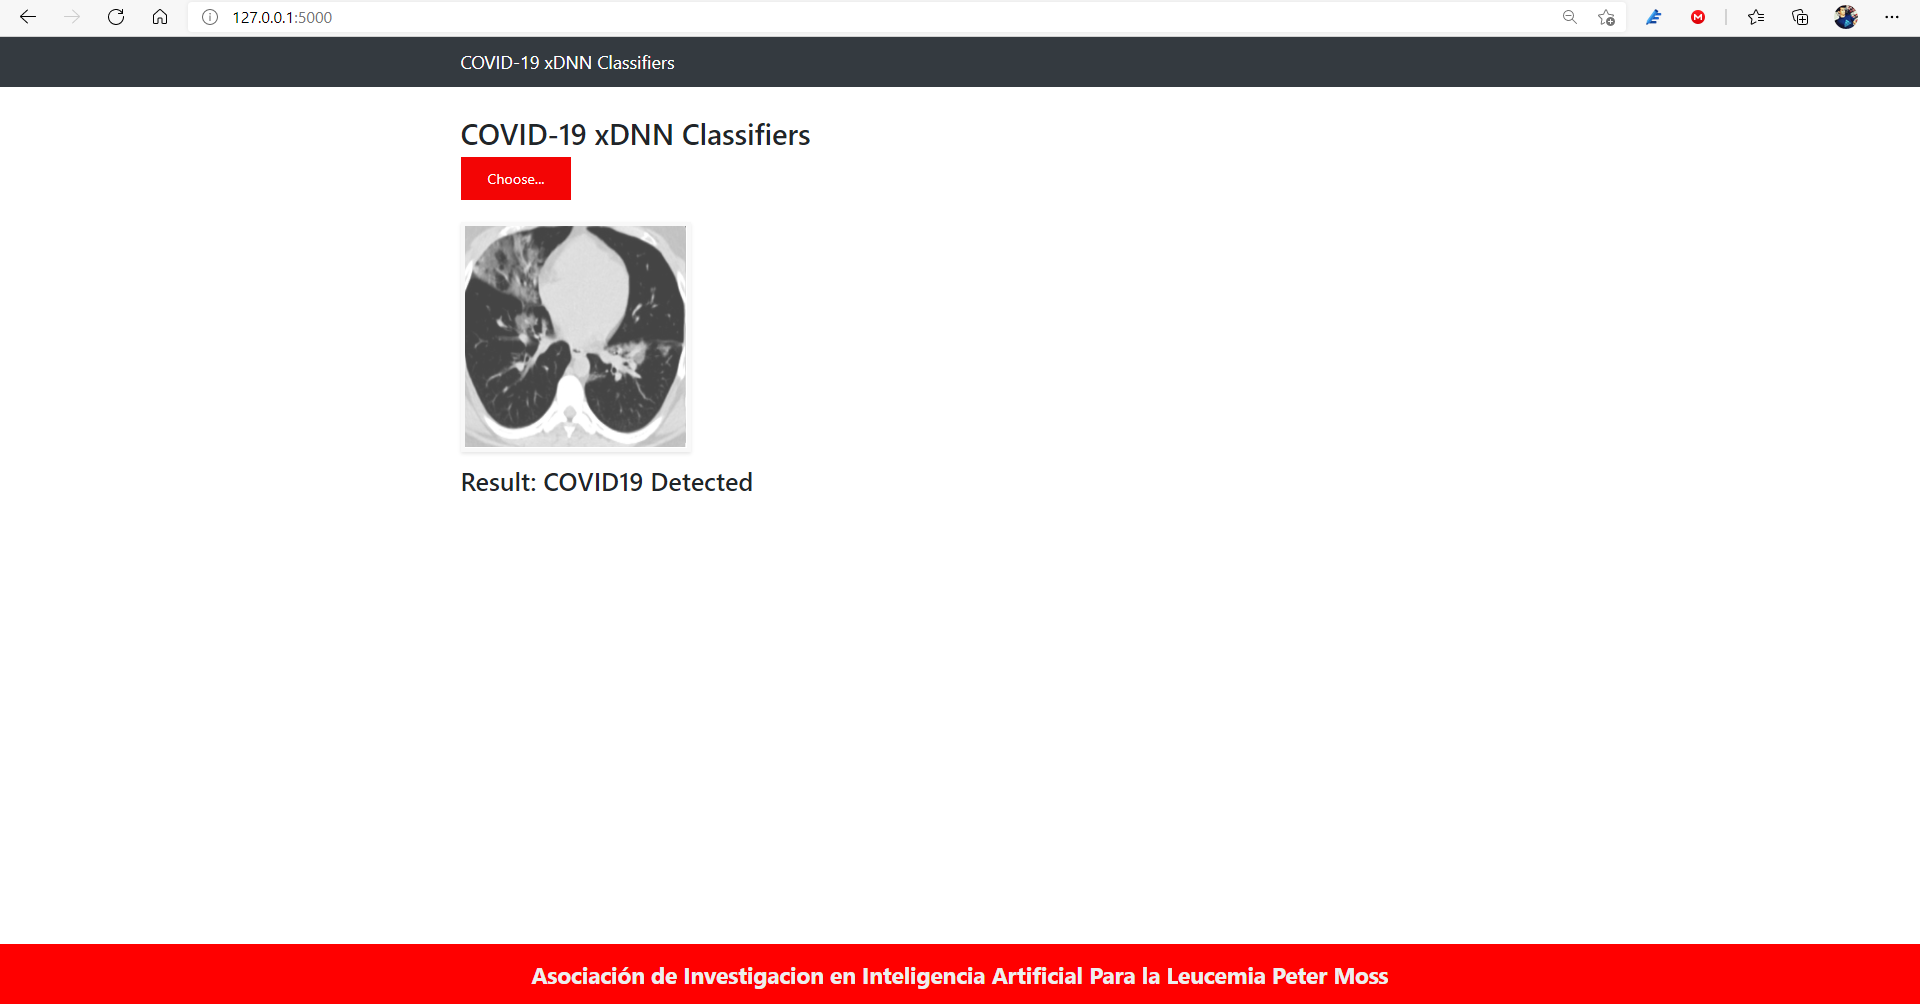 127.0.0.1:5000
COVID-19 xDNN Classifiers
COVID-19 xDNN Classifiers
Choose...
Result: COVID19 Detected
Asociación de Investigacion en Inteligencia Artificial Para la Leucemia Peter Moss